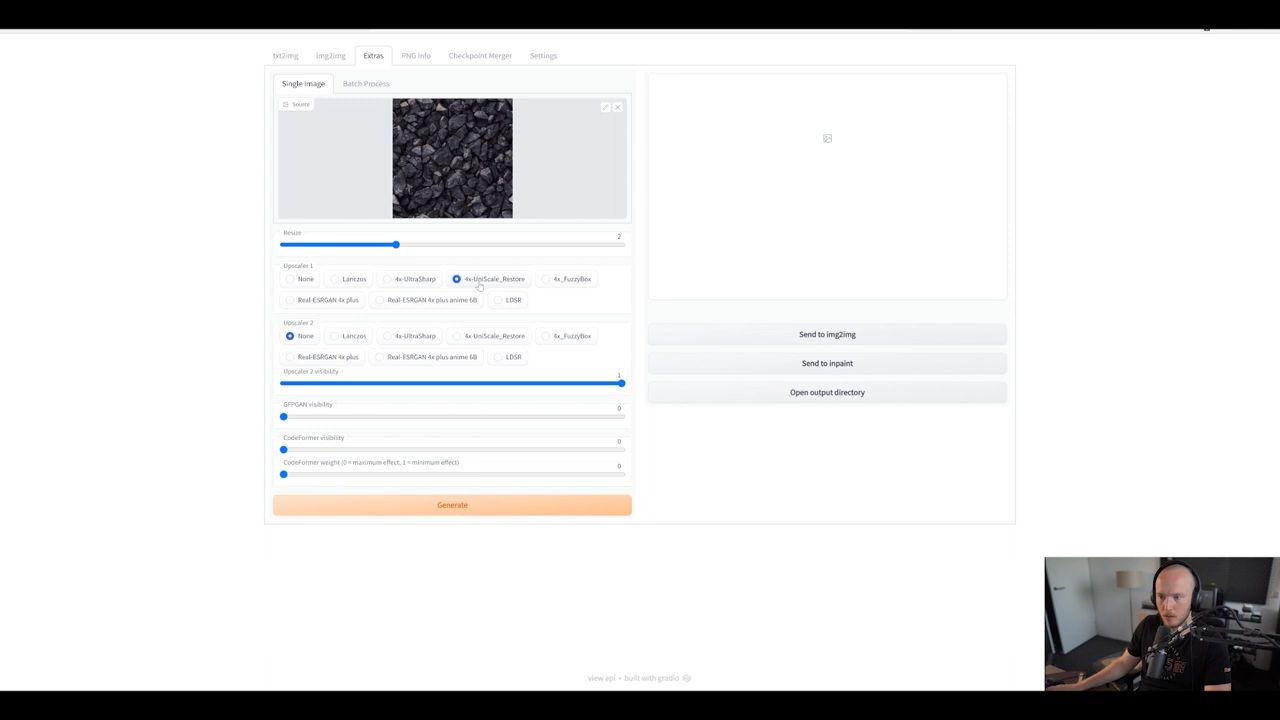 txt2img img2img Extras PNG Info Checkpoint Merger Settings
Single Image Batch Process
Source
Resize 2
Upscaler 1
None Lanczos 4x-UltraSharp 4x-UniScale_Restore 4x_FuzzyBox
Real-ESRGAN 4x plus Real-ESRGAN 4x plus anime 6B LDSR
Upscaler 2
None Lanczos 4x-UltraSharp 4x-UniScale_Restore 4x_FuzzyBox
Real-ESRGAN 4x plus Real-ESRGAN 4x plus anime 6B LDSR
Upscaler 2 visibility 1
GFPGAN visibility 0
CodeFormer visibility 0
CodeFormer weight (0 = maximum effect, 1 = minimum effect) 0
Generate
Send to img2img
Send to inpaint
Open output directory
view api • built with gradio